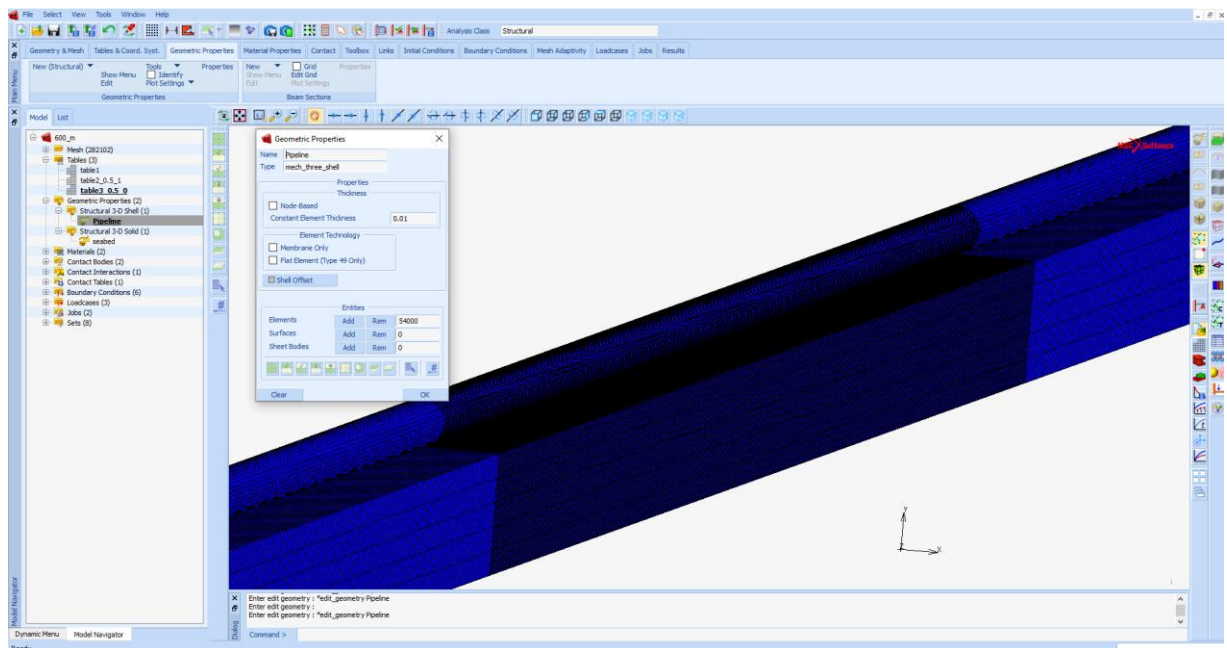 File Select View Tools Window Help
Analysis Class Structural
Geometry & Mesh Tables & Coord. Syst. Geometric Properties Material Properties Contact Toolbox Links Initial Conditions Boundary Conditions Mesh Adaptivity Loadcases Jobs Results
New (Structural) Tools Properties New Grid Properties
Show Menu Identify Show Menu Edit Grid
Edit Plot Settings Edit Plot Settings
Geometric Properties Beam Sections
Main Menu
Model List
600_m
Mesh (282102)
Tables (3)
table1
table2_0.5_1
table3_0.5_0
Geometric Properties (2)
Structural 3-D Shell (1)
Pipeline
Structural 3-D Solid (1)
seabed
Materials (2)
Contact Bodies (2)
Contact Interactions (1)
Contact Tables (1)
Boundary Conditions (6)
Loadcases (3)
Jobs (2)
Sets (8)
Geometric Properties
Name Pipeline
Type mech_three_shell
Properties
Thickness
Node-Based
Constant Element Thickness 0.01
Element Technology
Membrane Only
Flat Element (Type 49 Only)
Shell Offset
Entities
Elements Add Rem 54000
Surfaces Add Rem 0
Sheet Bodies Add Rem 0
Clear OK
Software
Y
Z X
1
Model Navigator
Enter edit geometry : *edit_geometry Pipeline
Enter edit geometry :
Enter edit geometry : *edit_geometry Pipeline
Dialog
Command >
Dynamic Menu Model Navigator
Ready